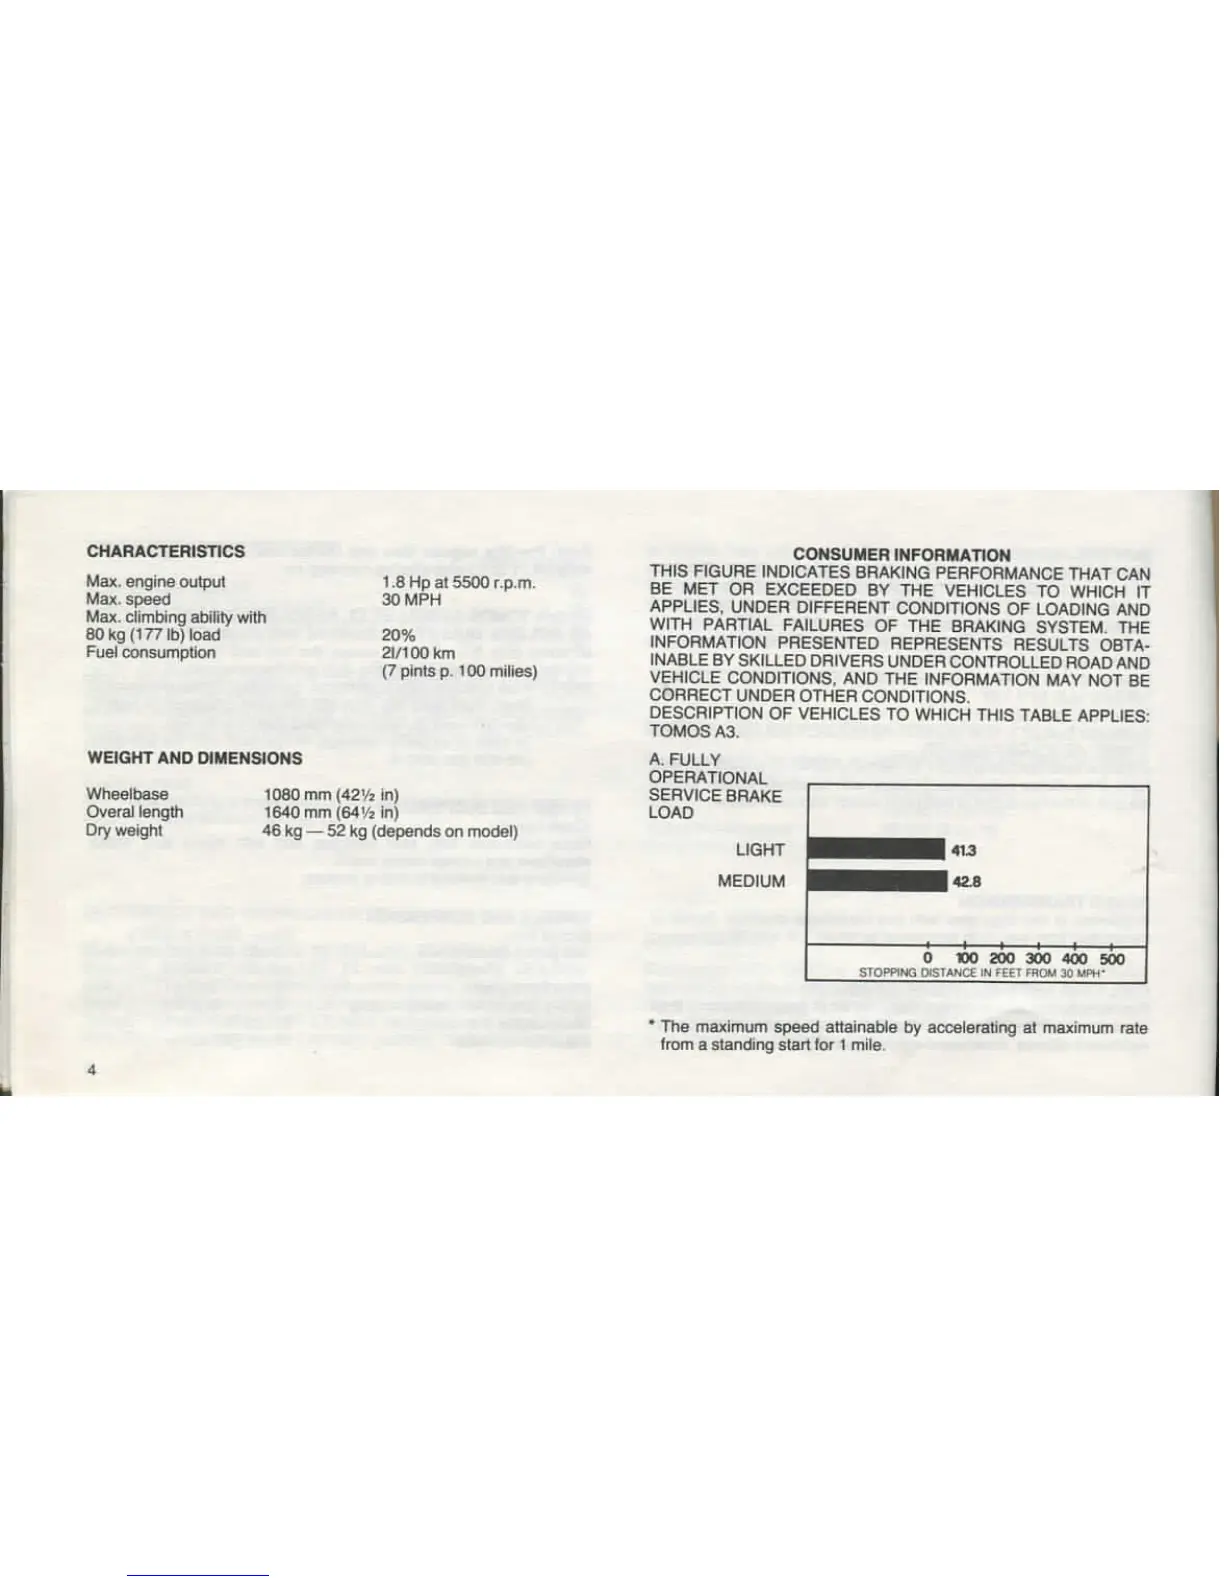 CHARACTERISTICS
Max. engine output 1.8 Hp at 5500 r.p.m.
Max. speed 30 MPH
Max. climbing ability with
80 kg (177 lb) load 20%
Fuel consumption 2l/100 km
(7 pints p. 100 milies)
WEIGHT AND DIMENSIONS
Wheelbase 1080 mm (42½ in)
Overal length 1640 mm (64½ in)
Dry weight 46 kg — 52 kg (depends on model)
4
CONSUMER INFORMATION
THIS FIGURE INDICATES BRAKING PERFORMANCE THAT CAN
BE MET OR EXCEEDED BY THE VEHICLES TO WHICH IT
APPLIES, UNDER DIFFERENT CONDITIONS OF LOADING AND
WITH PARTIAL FAILURES OF THE BRAKING SYSTEM. THE
INFORMATION PRESENTED REPRESENTS RESULTS OBTA-
INABLE BY SKILLED DRIVERS UNDER CONTROLLED ROAD AND
VEHICLE CONDITIONS, AND THE INFORMATION MAY NOT BE
CORRECT UNDER OTHER CONDITIONS.
DESCRIPTION OF VEHICLES TO WHICH THIS TABLE APPLIES:
TOMOS A3.
A. FULLY
OPERATIONAL
SERVICE BRAKE
LOAD
LIGHT 41.3
MEDIUM 42.8
0 100 200 300 400 500
STOPPING DISTANCE IN FEET FROM 30 MPH*
* The maximum speed attainable by accelerating at maximum rate
from a standing start for 1 mile.